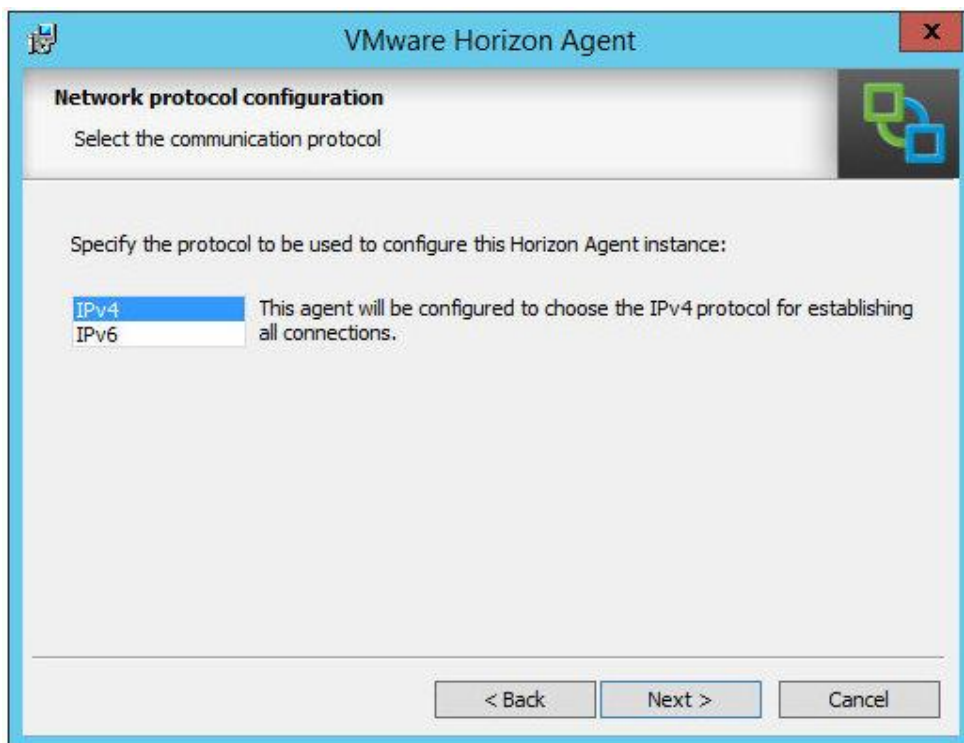 VMware Horizon Agent
x
Network protocol configuration
Select the communication protocol
Specify the protocol to be used to configure this Horizon Agent instance:
IPv4
IPv6
This agent will be configured to choose the IPv4 protocol for establishing
all connections.
< Back
Next >
Cancel